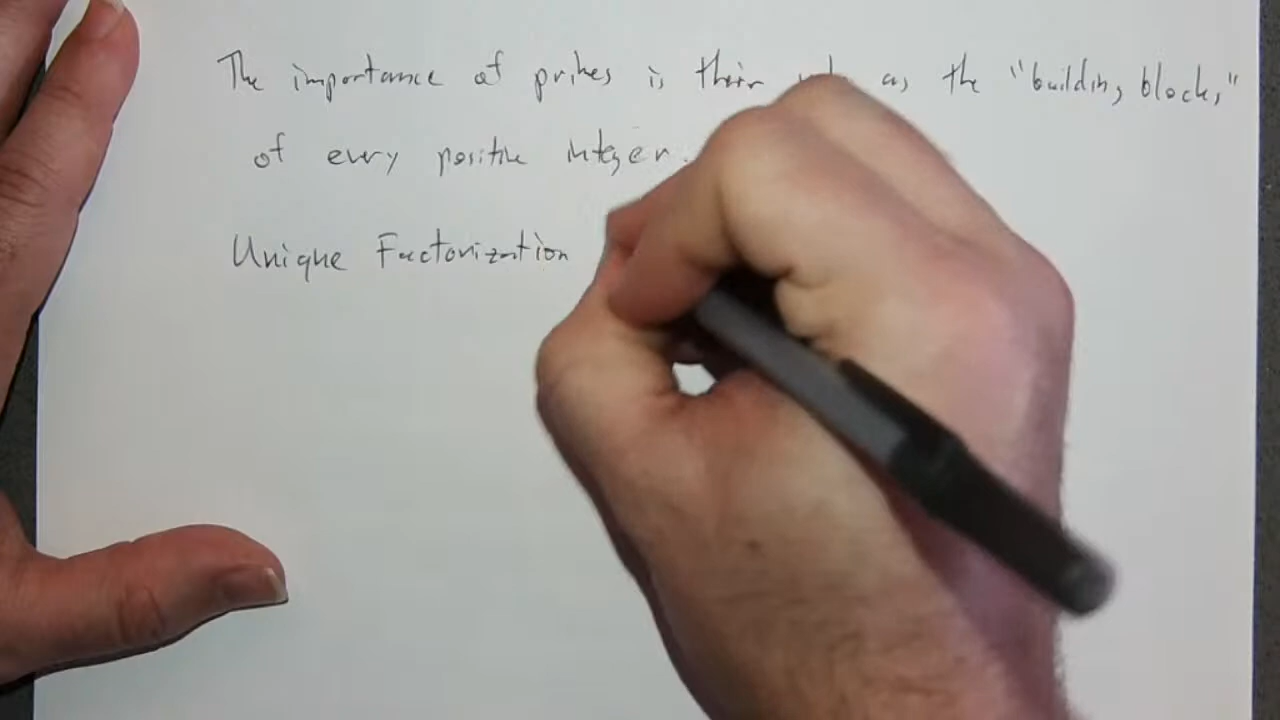 The importance of primes is their as the "building blocks"
of every positive integer.
Unique Factorization